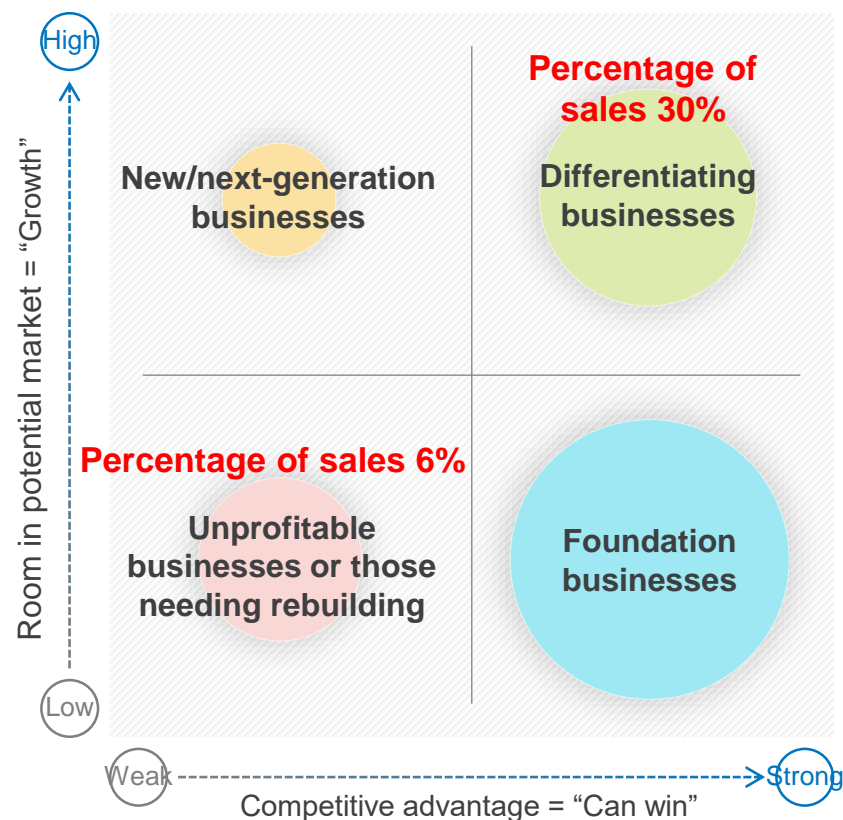 High
Room in potential market = “Growth”
Low
Percentage of
sales 30%
New/next-generation
businesses
Differentiating
businesses
Percentage of sales 6%
Unprofitable
businesses or those
needing rebuilding
Foundation
businesses
Weak
Strong
Competitive advantage = “Can win”